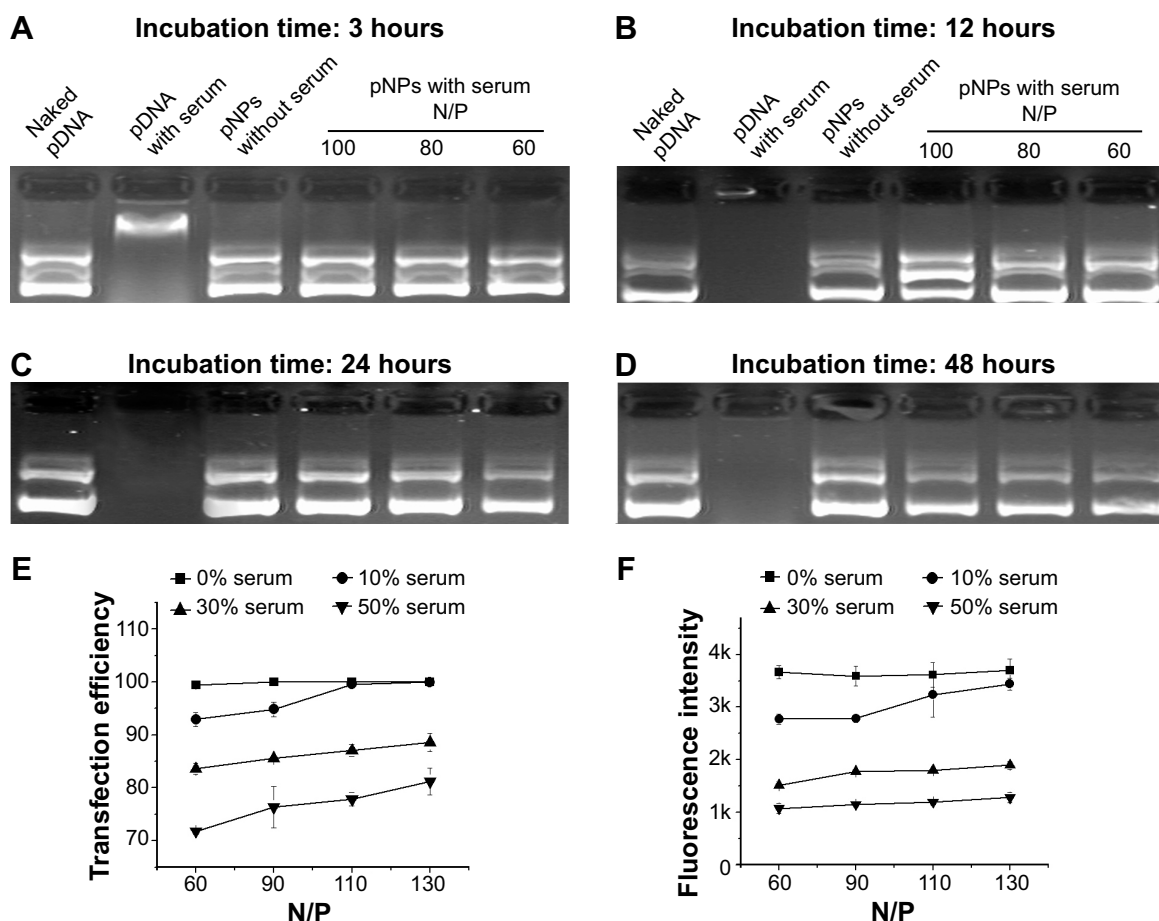 A Incubation time: 3 hours
Naked
pDNA
pDNA
with serum
pNPs
without serum
pNPs with serum
N/P
100 80 60
B Incubation time: 12 hours
Naked
pDNA
pDNA
with serum
pNPs
without serum
pNPs with serum
N/P
100 80 60
C Incubation time: 24 hours
D Incubation time: 48 hours
E
0% serum 10% serum
30% serum 50% serum
Transfection efficiency
110
100
90
80
70
60 90 110 130
N/P
F
0% serum 10% serum
30% serum 50% serum
Fluorescence intensity
4k
3k
2k
1k
0
60 90 110 130
N/P